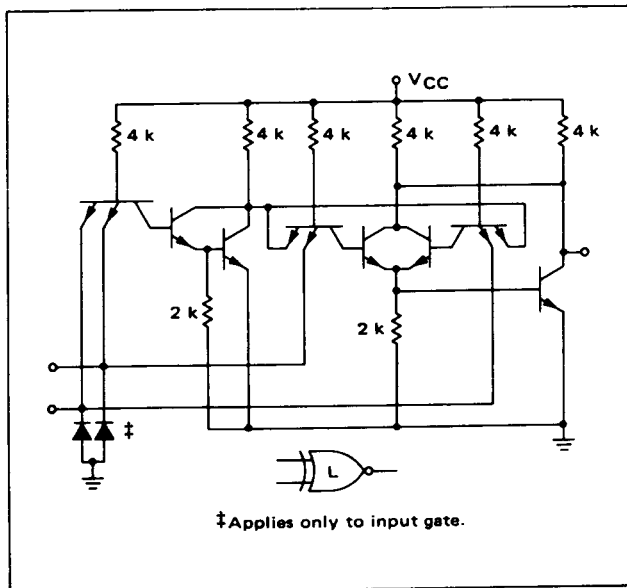 VCC
4 k 4 k 4 k 4 k 4 k 4 k
2 k 2 k
‡
L
‡Applies only to input gate.